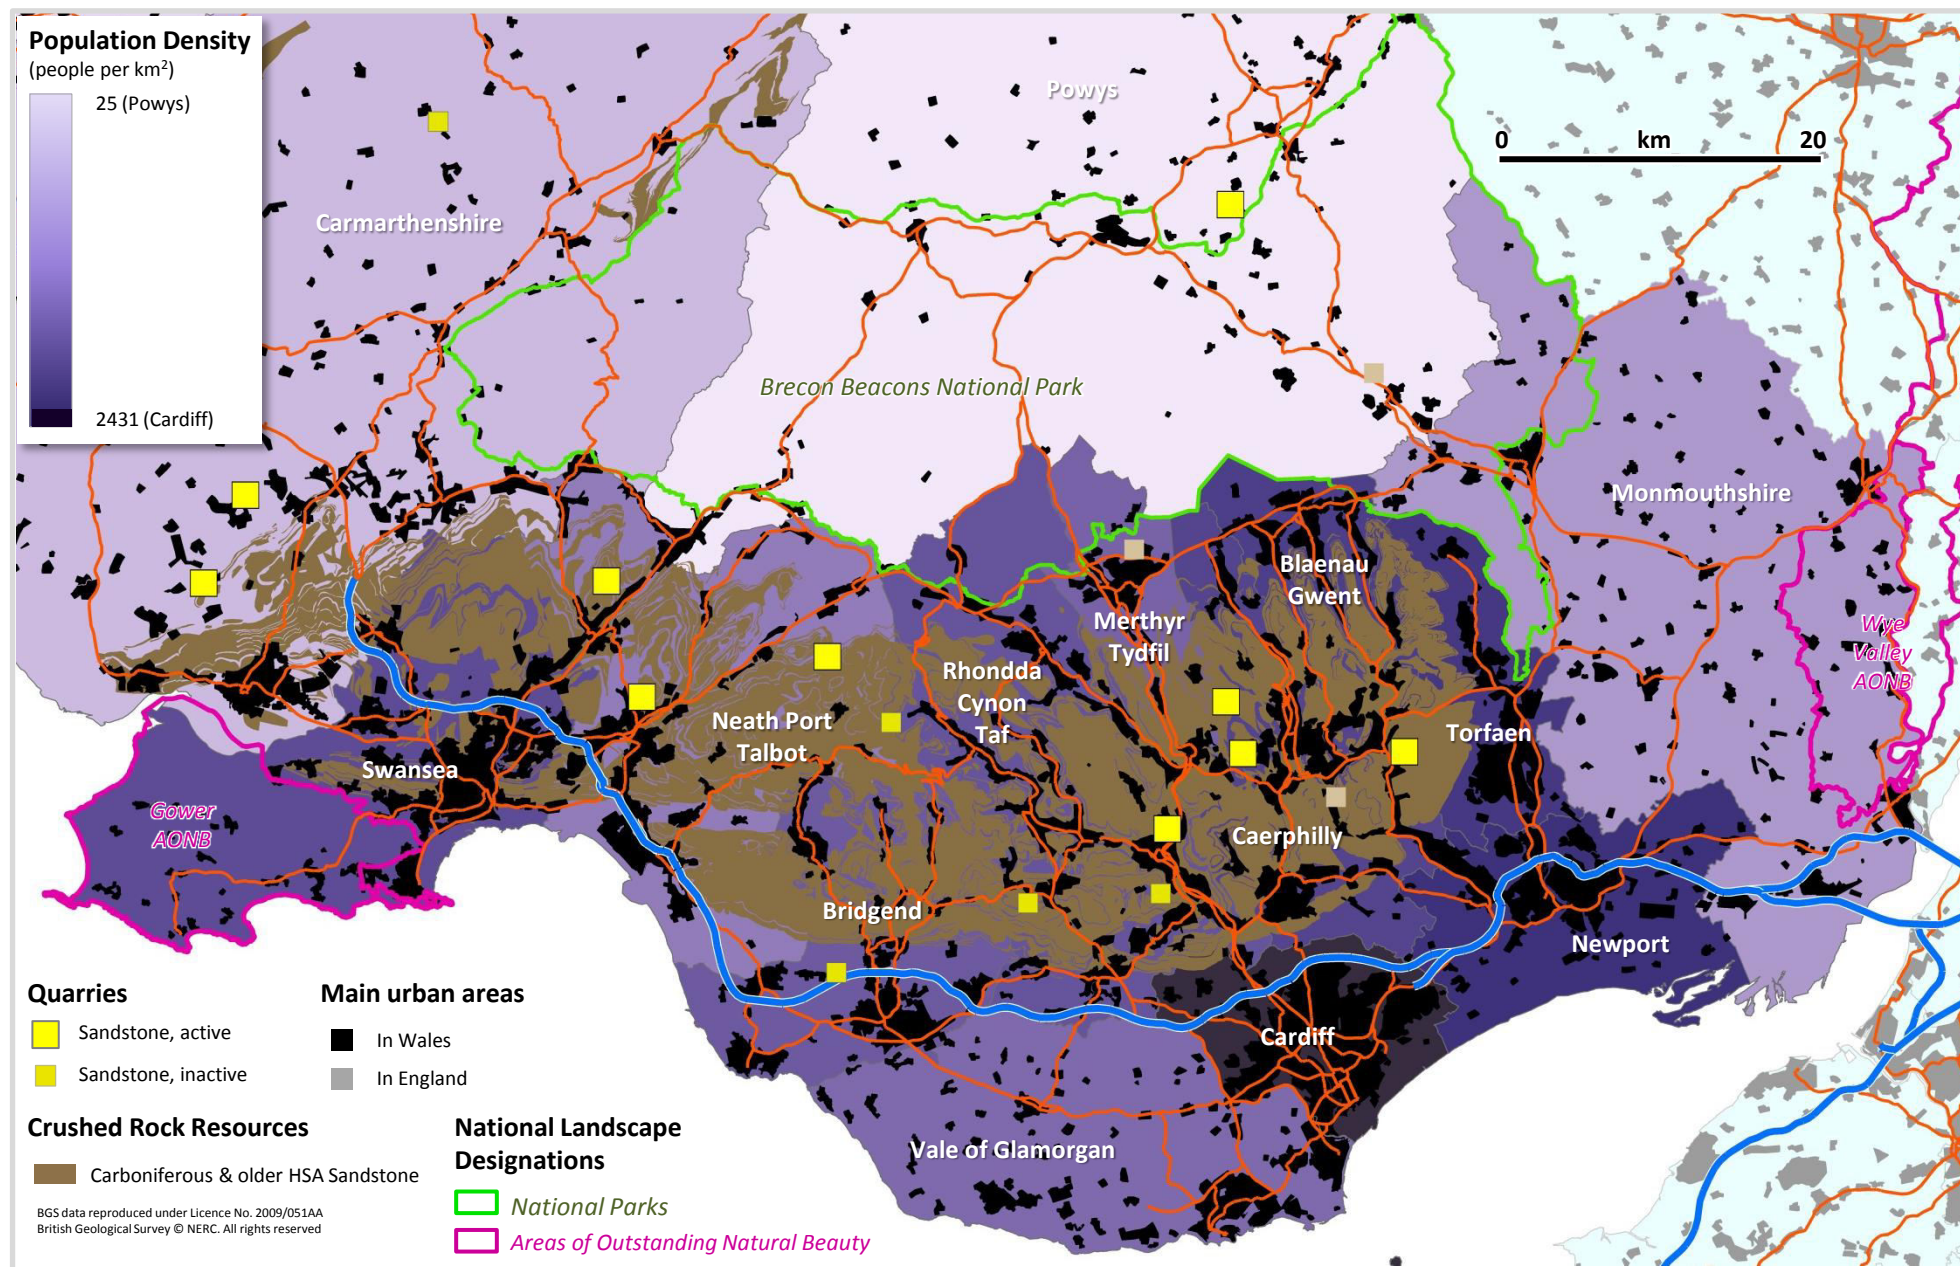 Population Density
(people per km²)
25 (Powys)
2431 (Cardiff)
Powys
0 km 20
Carmarthenshire
Brecon Beacons National Park
Monmouthshire
Blaenau
Gwent
Merthyr
Tydfil
Wye
Valley
AONB
Rhondda
Cynon
Taf
Neath Port
Talbot
Torfaen
Swansea
Gower
AONB
Caerphilly
Bridgend
Newport
Cardiff
Vale of Glamorgan
Quarries
Sandstone, active
Sandstone, inactive
Main urban areas
In Wales
In England
Crushed Rock Resources
Carboniferous & older HSA Sandstone
BGS data reproduced under Licence No. 2009/051AA
British Geological Survey © NERC. All rights reserved
National Landscape
Designations
National Parks
Areas of Outstanding Natural Beauty